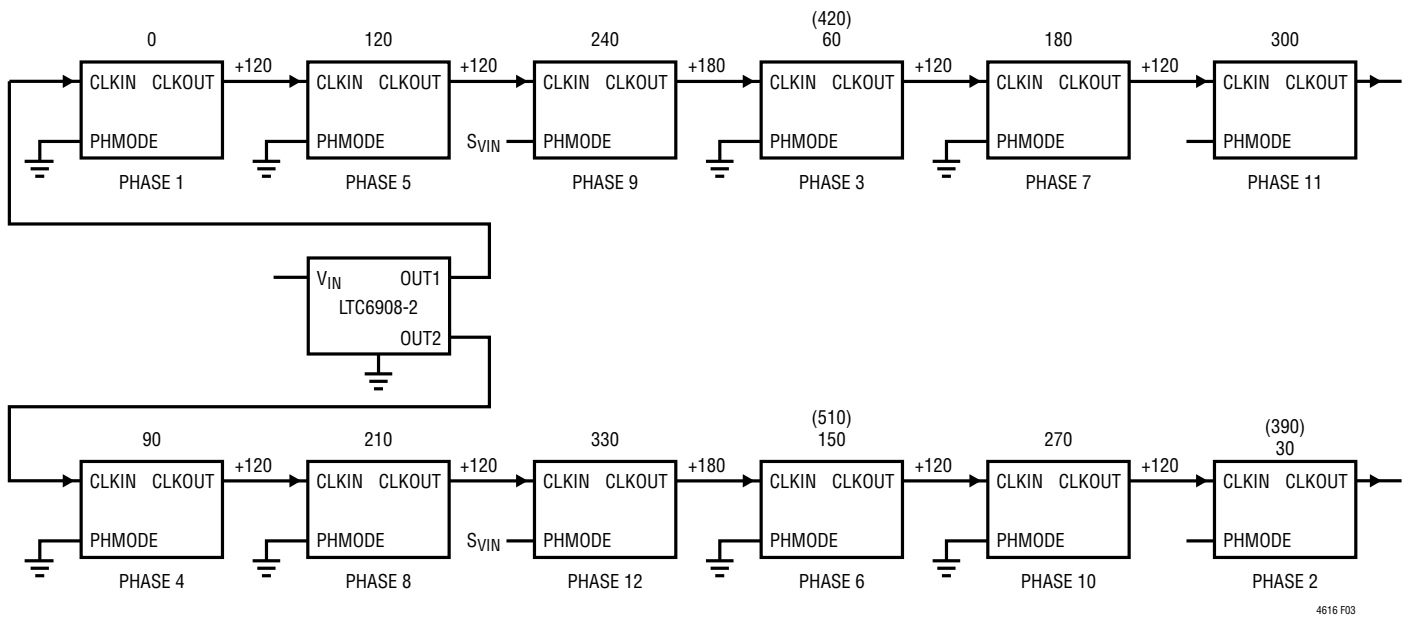 (420)
0 120 240 60 180 300
CLKIN CLKOUT +120 CLKIN CLKOUT +120 CLKIN CLKOUT +180 CLKIN CLKOUT +120 CLKIN CLKOUT +120 CLKIN CLKOUT
PHMODE PHMODE SVIN PHMODE PHMODE PHMODE PHMODE
PHASE 1 PHASE 5 PHASE 9 PHASE 3 PHASE 7 PHASE 11
VIN OUT1
LTC6908-2
OUT2
(510) (390)
90 210 330 150 270 30
CLKIN CLKOUT +120 CLKIN CLKOUT +120 CLKIN CLKOUT +180 CLKIN CLKOUT +120 CLKIN CLKOUT +120 CLKIN CLKOUT
PHMODE PHMODE SVIN PHMODE PHMODE PHMODE PHMODE
PHASE 4 PHASE 8 PHASE 12 PHASE 6 PHASE 10 PHASE 2
4616 F03